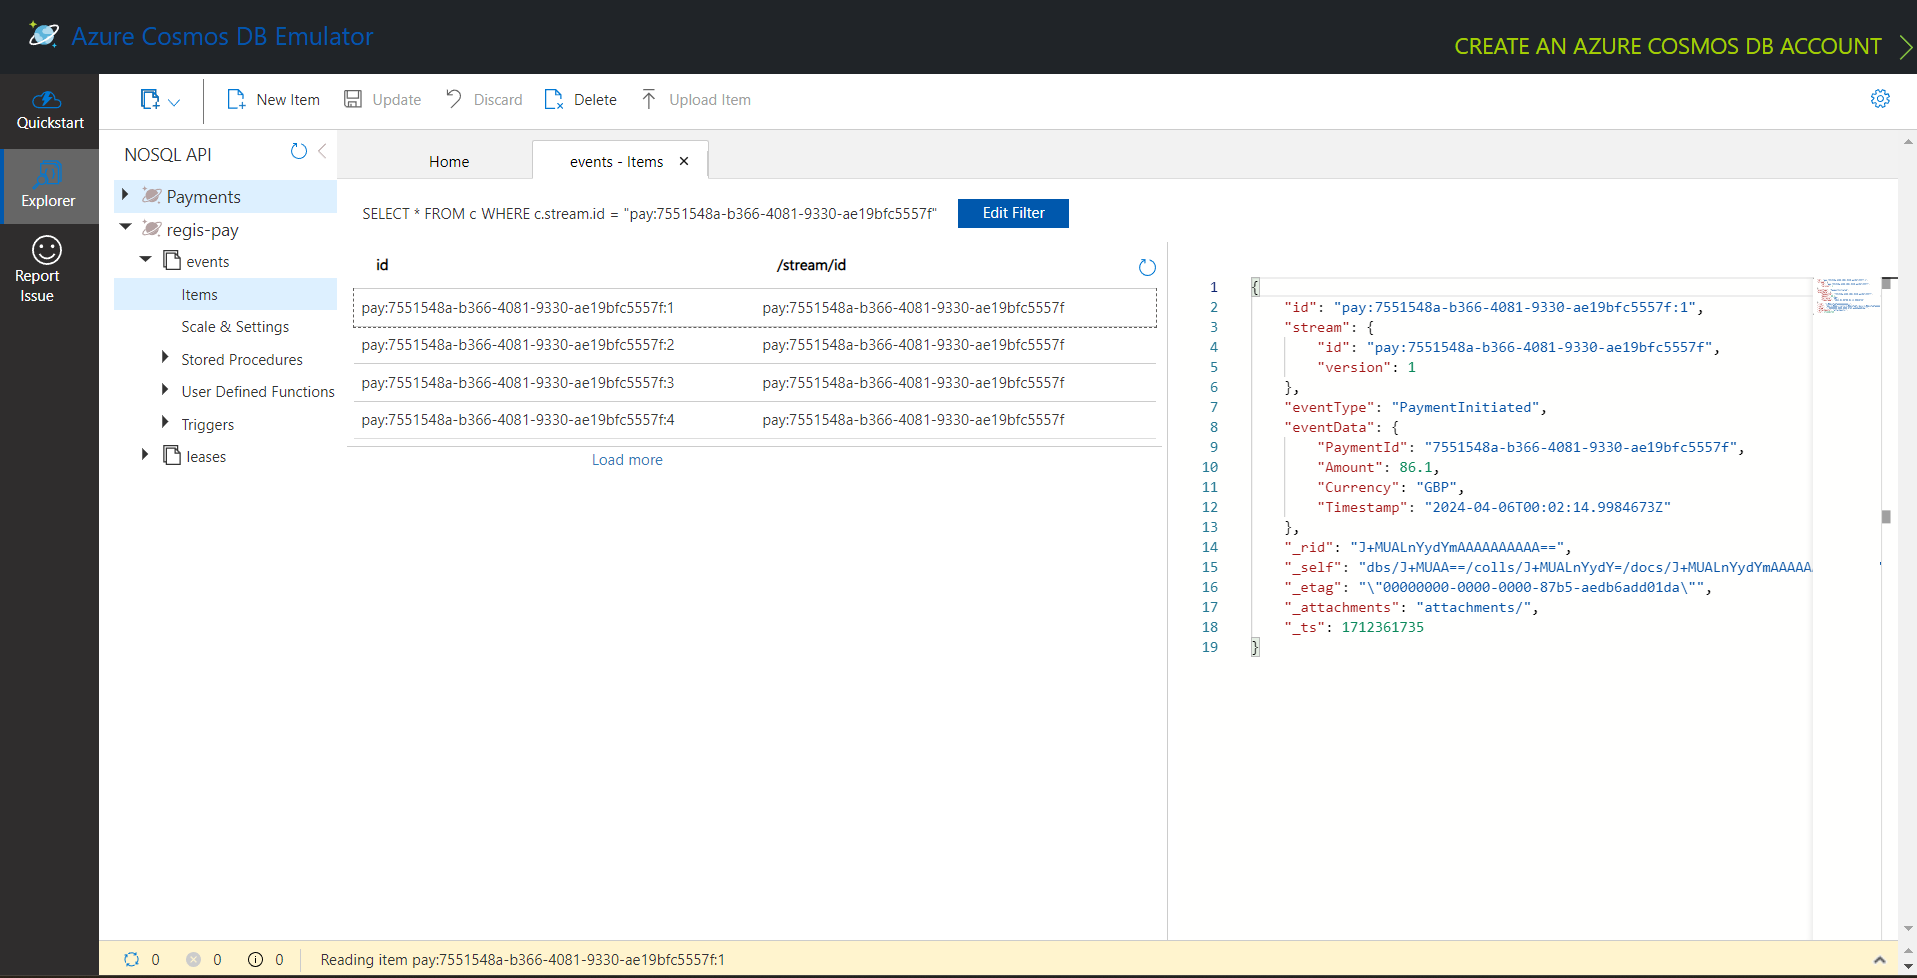 Azure Cosmos DB Emulator
CREATE AN AZURE COSMOS DB ACCOUNT
Quickstart
Explorer
Report
Issue
New Item
Update
Discard
Delete
Upload Item
NOSQL API
Payments
regis-pay
events
Items
Scale & Settings
Stored Procedures
User Defined Functions
Triggers
leases
Home
events - Items
SELECT * FROM c WHERE c.stream.id = "pay:7551548a-b366-4081-9330-ae19bfc5557f"
Edit Filter
id /stream/id
pay:7551548a-b366-4081-9330-ae19bfc5557f:1 pay:7551548a-b366-4081-9330-ae19bfc5557f
pay:7551548a-b366-4081-9330-ae19bfc5557f:2 pay:7551548a-b366-4081-9330-ae19bfc5557f
pay:7551548a-b366-4081-9330-ae19bfc5557f:3 pay:7551548a-b366-4081-9330-ae19bfc5557f
pay:7551548a-b366-4081-9330-ae19bfc5557f:4 pay:7551548a-b366-4081-9330-ae19bfc5557f
Load more
1 {
2 "id": "pay:7551548a-b366-4081-9330-ae19bfc5557f:1",
3 "stream": {
4 "id": "pay:7551548a-b366-4081-9330-ae19bfc5557f",
5 "version": 1
6 },
7 "eventType": "PaymentInitiated",
8 "eventData": {
9 "PaymentId": "7551548a-b366-4081-9330-ae19bfc5557f",
10 "Amount": 86.1,
11 "Currency": "GBP",
12 "Timestamp": "2024-04-06T00:02:14.9984673Z"
13 },
14 "_rid": "J+MUALnYydYmAAAAAAAAAA==",
15 "_self": "dbs/J+MUAA==/colls/J+MUALnYydY=/docs/J+MUALnYydYmAAAAA
16 "_etag": "\"00000000-0000-0000-87b5-aedb6add01da\"",
17 "_attachments": "attachments/",
18 "_ts": 1712361735
19 }
0 0 0 Reading item pay:7551548a-b366-4081-9330-ae19bfc5557f:1